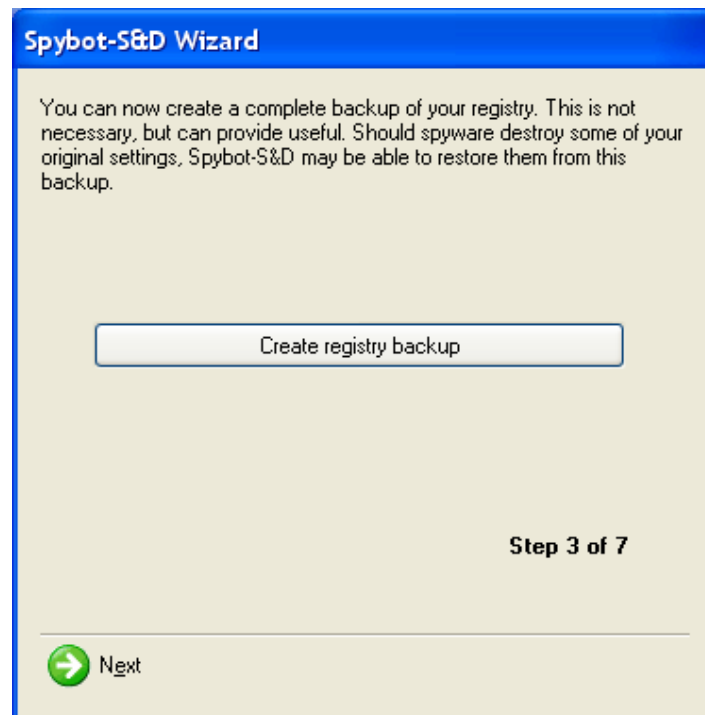 Spybot-S&D Wizard
You can now create a complete backup of your registry. This is not
necessary, but can provide useful. Should spyware destroy some of your
original settings, Spybot-S&D may be able to restore them from this
backup.
Create registry backup
Step 3 of 7
Next